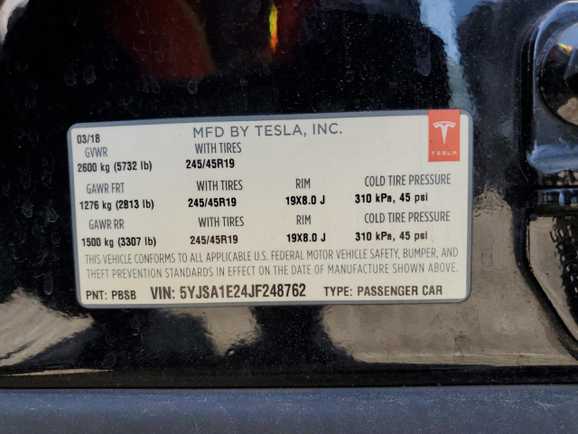 03/18 MFD BY TESLA, INC.
GVWR WITH TIRES
2600 kg (5732 lb) 245/45R19
TESLA
GAWR FRT WITH TIRES RIM COLD TIRE PRESSURE
1276 kg (2813 lb) 245/45R19 19X8.0 J 310 kPa, 45 psi
GAWR RR WITH TIRES RIM COLD TIRE PRESSURE
1500 kg (3307 lb) 245/45R19 19X8.0 J 310 kPa, 45 psi
THIS VEHICLE CONFORMS TO ALL APPLICABLE U.S. FEDERAL MOTOR VEHICLE SAFETY, BUMPER, AND
THEFT PREVENTION STANDARDS IN EFFECT ON THE DATE OF MANUFACTURE SHOWN ABOVE.
PNT: PBSB VIN: 5YJSA1E24JF248762 TYPE: PASSENGER CAR